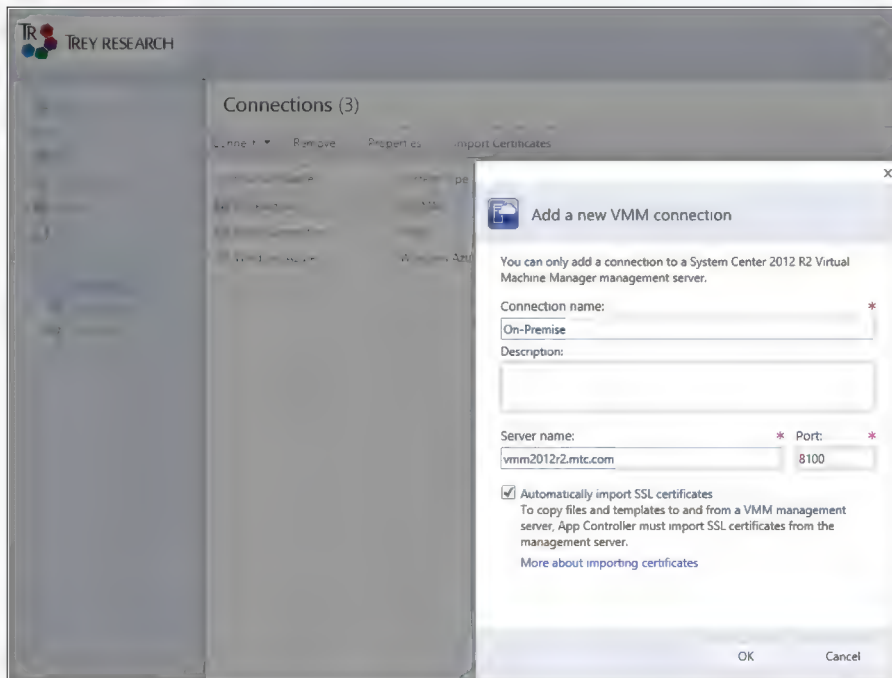 TR
TREY RESEARCH
Connections (3)
Remove Properties Import Certificates
Add a new VMM connection
You can only add a connection to a System Center 2012 R2 Virtual
Machine Manager management server.
Connection name: *
On-Premise
Description:
Server name: * Port: *
vmm2012r2.mtc.com 8100
Automatically import SSL certificates
To copy files and templates to and from a VMM management
server, App Controller must import SSL certificates from the
management server.
More about importing certificates
OK Cancel